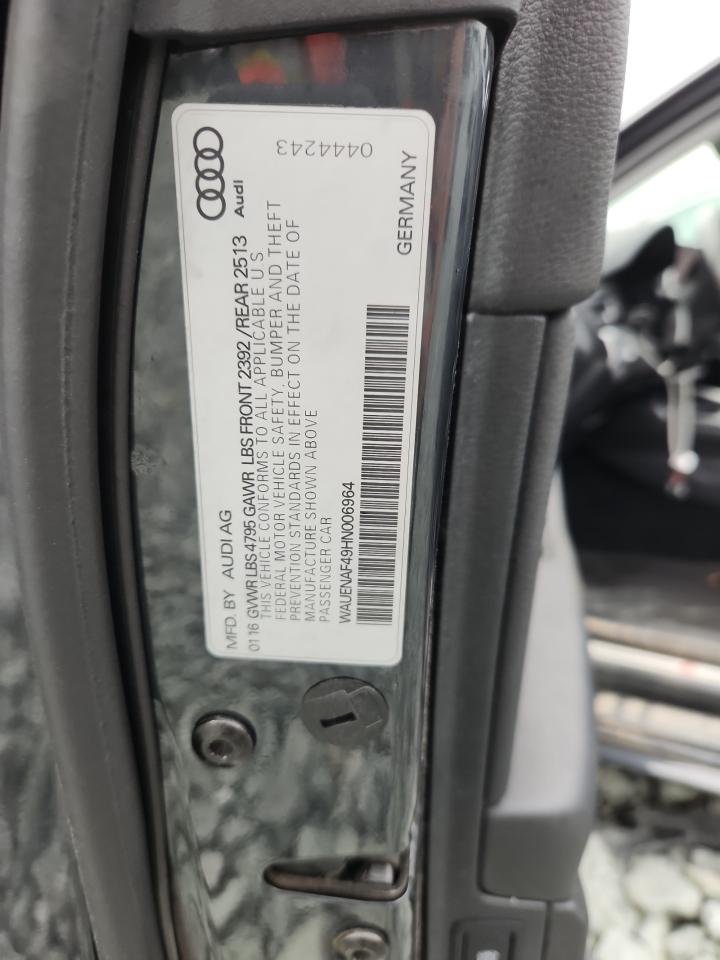 MFD. BY AUDI AG
Audi
01 16 GVWR LBS 4795 GAWR LBS FRONT 2392 / REAR 2513
THIS VEHICLE CONFORMS TO ALL APPLICABLE U S
FEDERAL MOTOR VEHICLE SAFETY, BUMPER AND THEFT
PREVENTION STANDARDS IN EFFECT ON THE DATE OF
MANUFACTURE SHOWN ABOVE
PASSENGER CAR
WAUENAF49HN006964
GERMANY
0444243